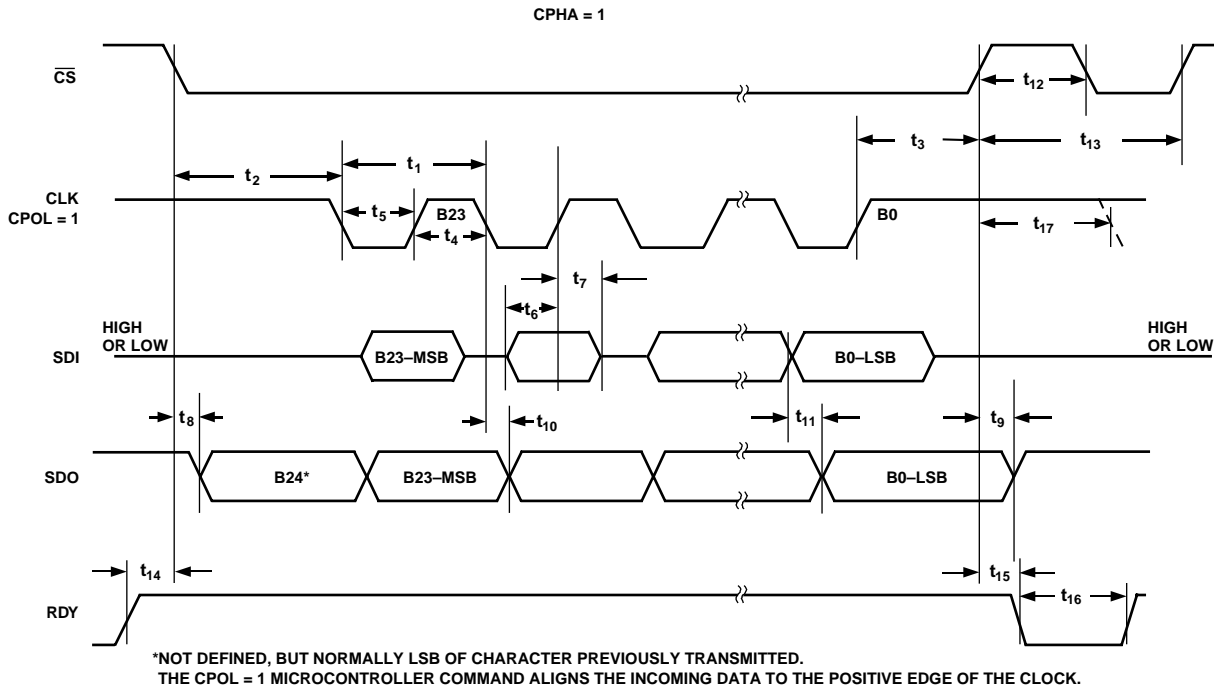 CPHA = 1
CS
t12
t3
t13
t1
t2
CLK
CPOL = 1
t5
B23
t4
B0
t17
t7
t6
HIGH
OR LOW
SDI
B23–MSB
B0–LSB
HIGH
OR LOW
t8
t10
t11
t9
SDO
B24*
B23–MSB
B0–LSB
t14
t15
t16
RDY
*NOT DEFINED, BUT NORMALLY LSB OF CHARACTER PREVIOUSLY TRANSMITTED.
THE CPOL = 1 MICROCONTROLLER COMMAND ALIGNS THE INCOMING DATA TO THE POSITIVE EDGE OF THE CLOCK.